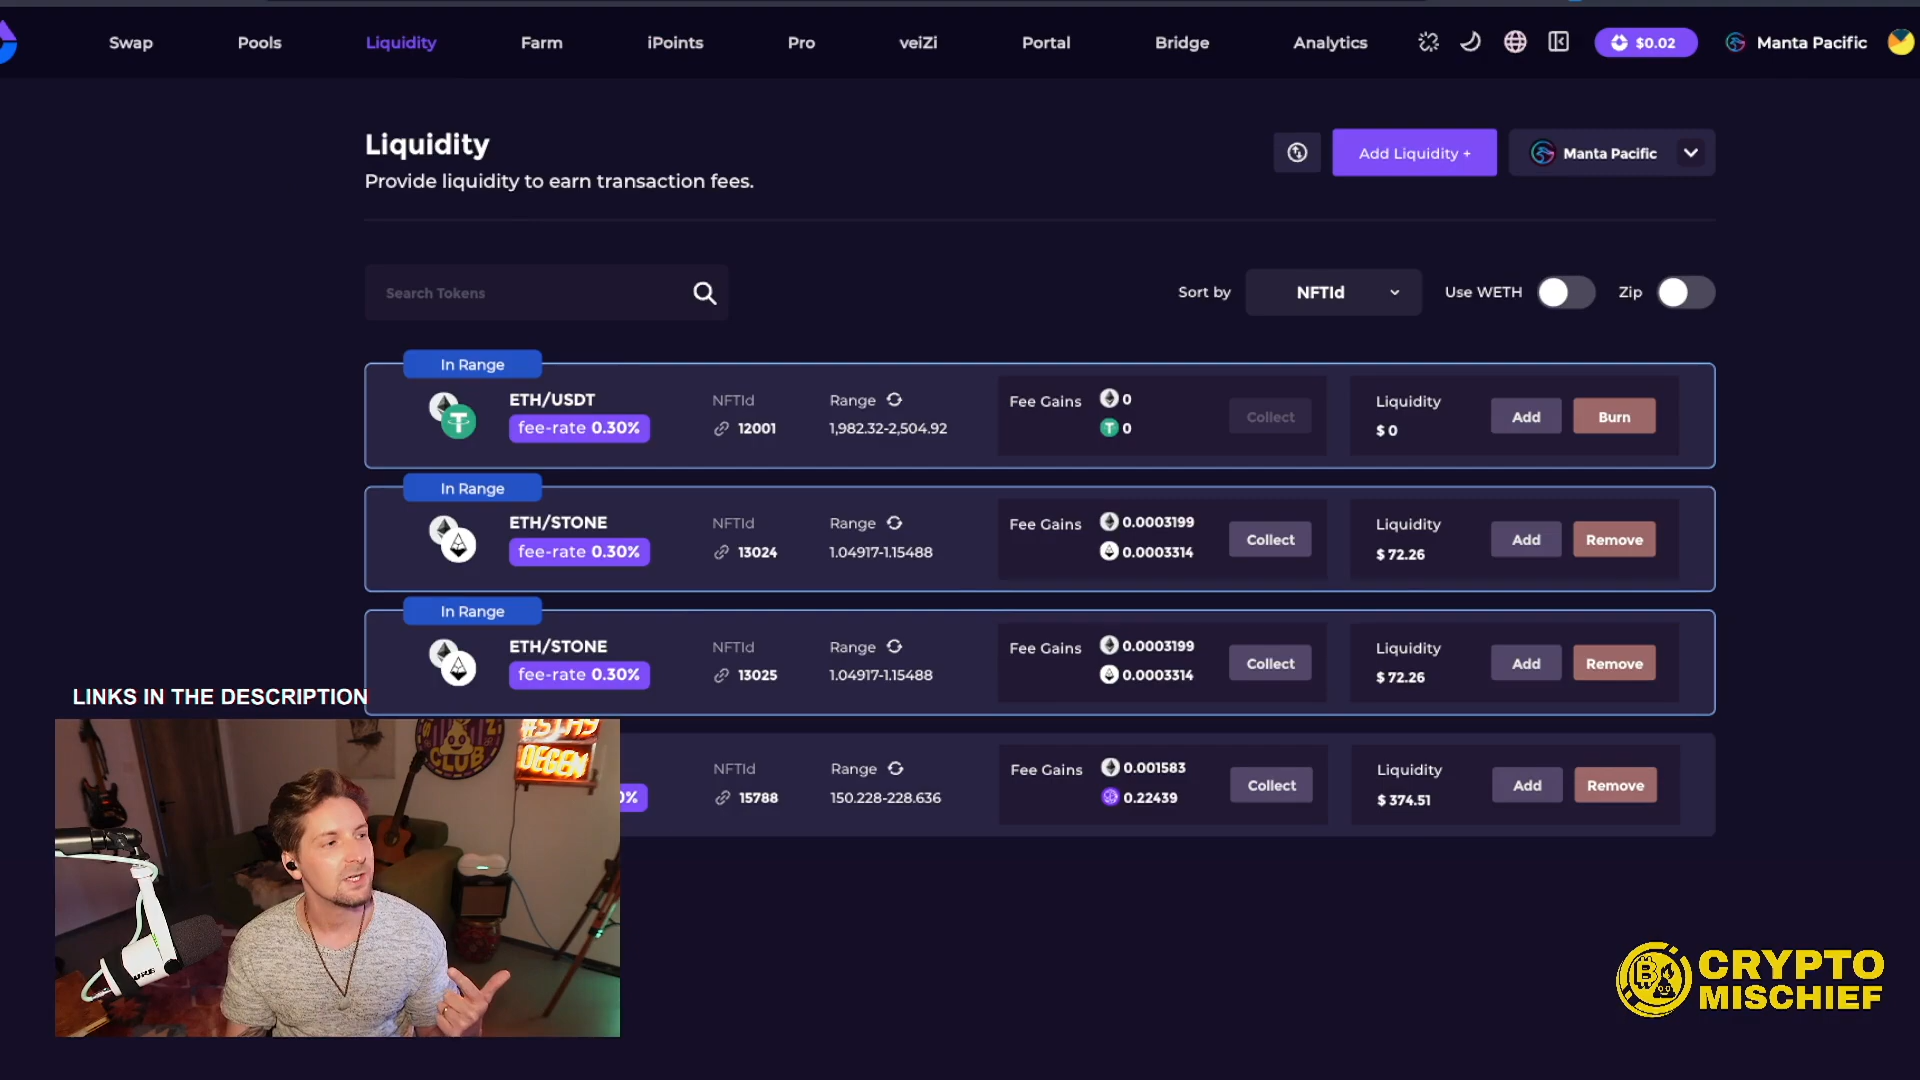 Swap Pools Liquidity Farm iPoints Pro veiZi Portal Bridge Analytics $0.02 Manta Pacific
Liquidity
Provide liquidity to earn transaction fees.
Add Liquidity + Manta Pacific
Search Tokens
Sort by NFTId Use WETH Zip
In Range
ETH/USDT
fee-rate 0.30%
NFTId
12001
Range
1,982.32-2,504.92
Fee Gains
0
0
Collect
Liquidity
$ 0
Add
Burn
In Range
ETH/STONE
fee-rate 0.30%
NFTId
13024
Range
1.04917-1.15488
Fee Gains
0.0003199
0.0003314
Collect
Liquidity
$ 72.26
Add
Remove
In Range
ETH/STONE
fee-rate 0.30%
NFTId
13025
Range
1.04917-1.15488
Fee Gains
0.0003199
0.0003314
Collect
Liquidity
$ 72.26
Add
Remove
NFTId
15788
Range
150.228-228.636
Fee Gains
0.001583
0.22439
Collect
Liquidity
$ 374.51
Add
Remove
LINKS IN THE DESCRIPTION
#STAY
DEGEN
CLUB
CRYPTO
MISCHIEF